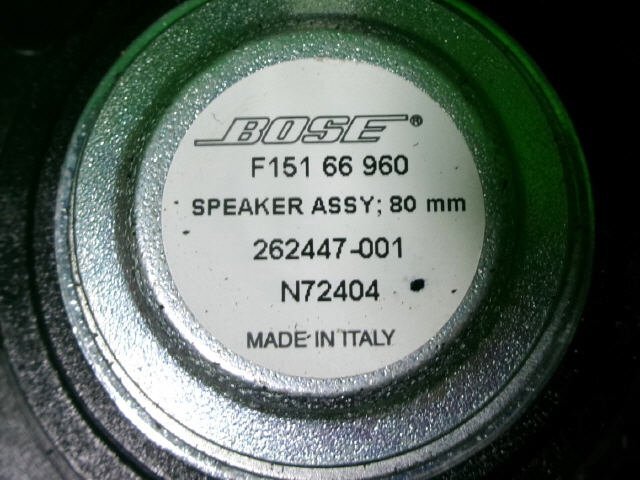 BOSE®
F151 66 960
SPEAKER ASSY; 80 mm
262447-001
N72404
MADE IN ITALY